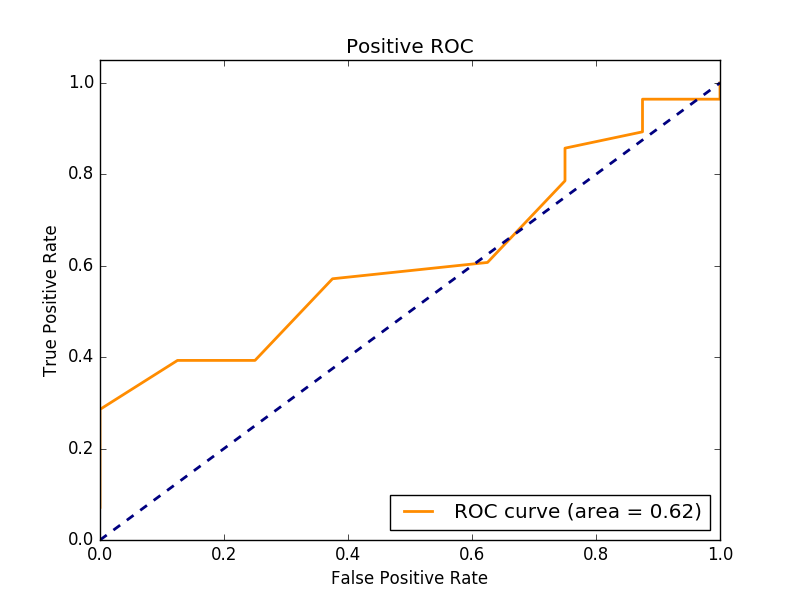 Positive ROC
True Positive Rate
1.0
0.8
0.6
0.4
0.2
0.0
ROC curve (area = 0.62)
0.0 0.2 0.4 0.6 0.8 1.0
False Positive Rate